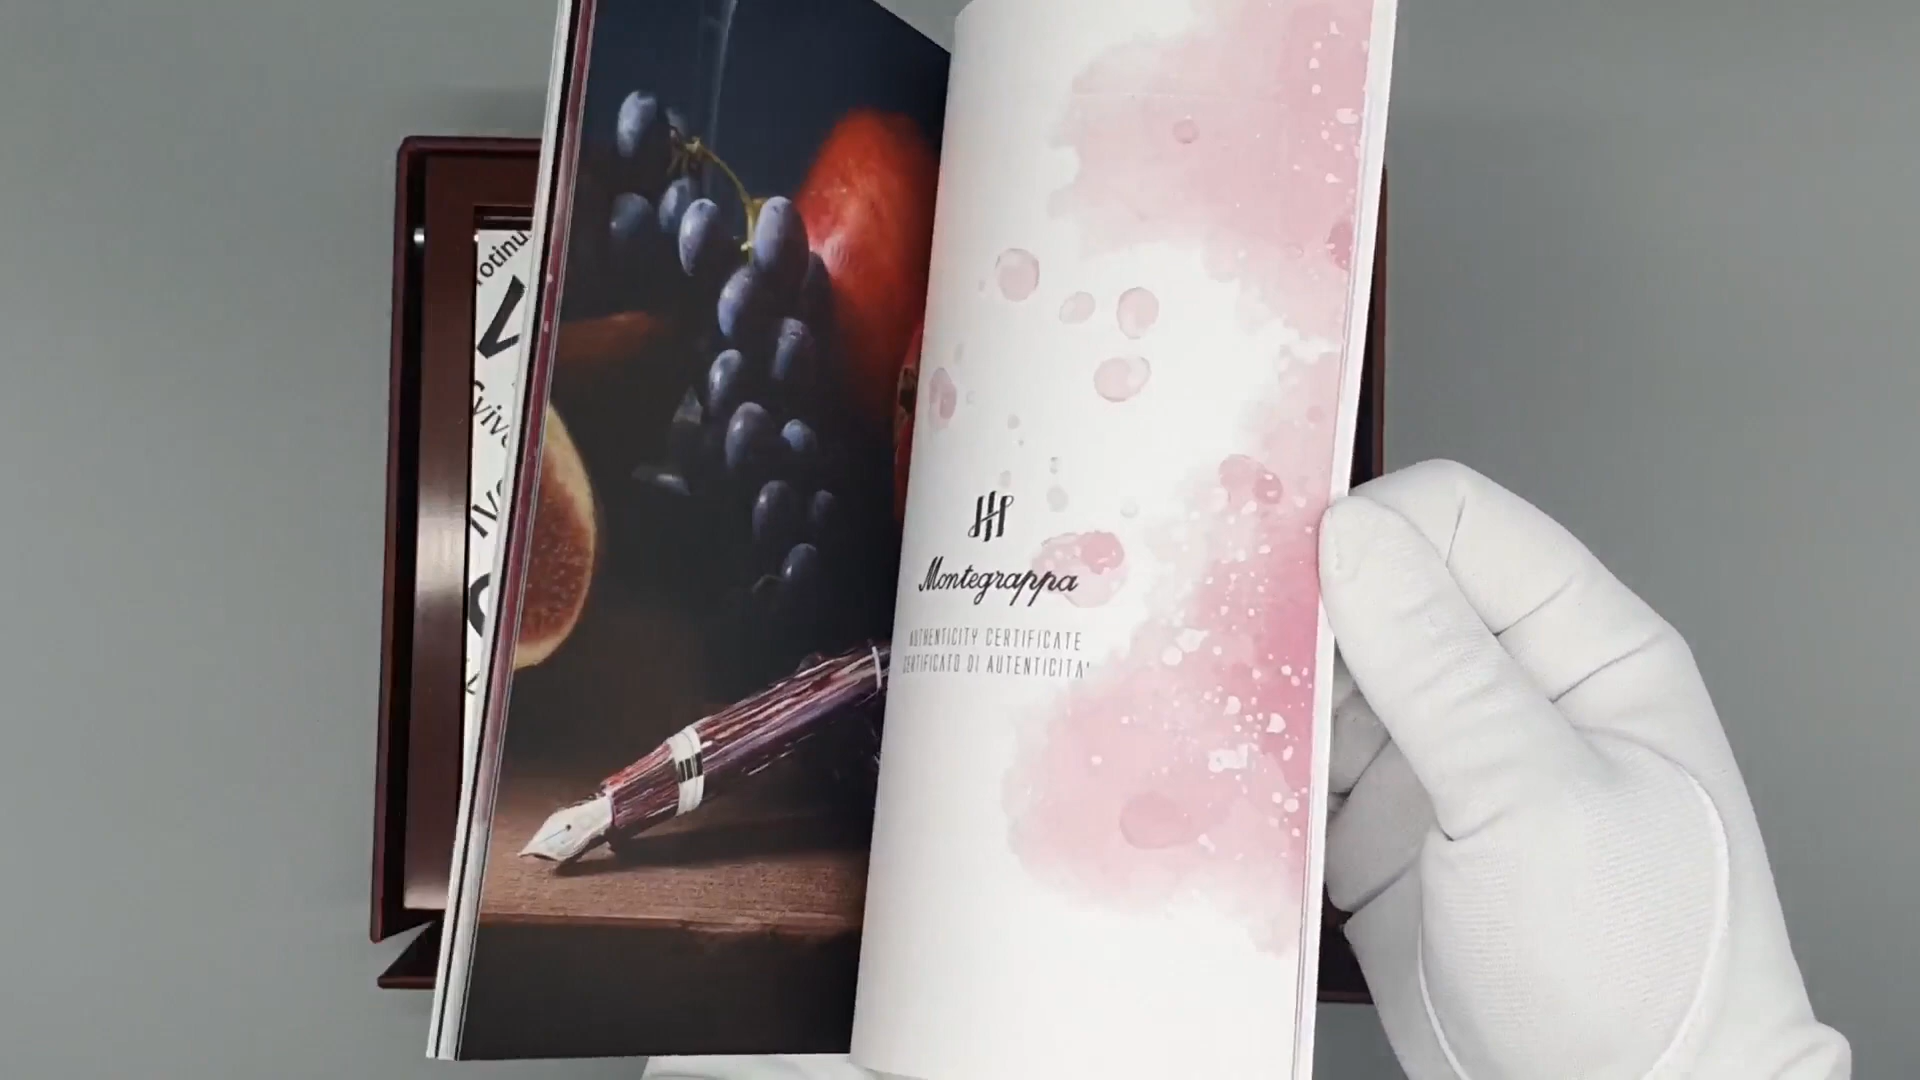 Montegrappa
AUTHENTICITY CERTIFICATE
CERTIFICATO DI AUTENTICITA'